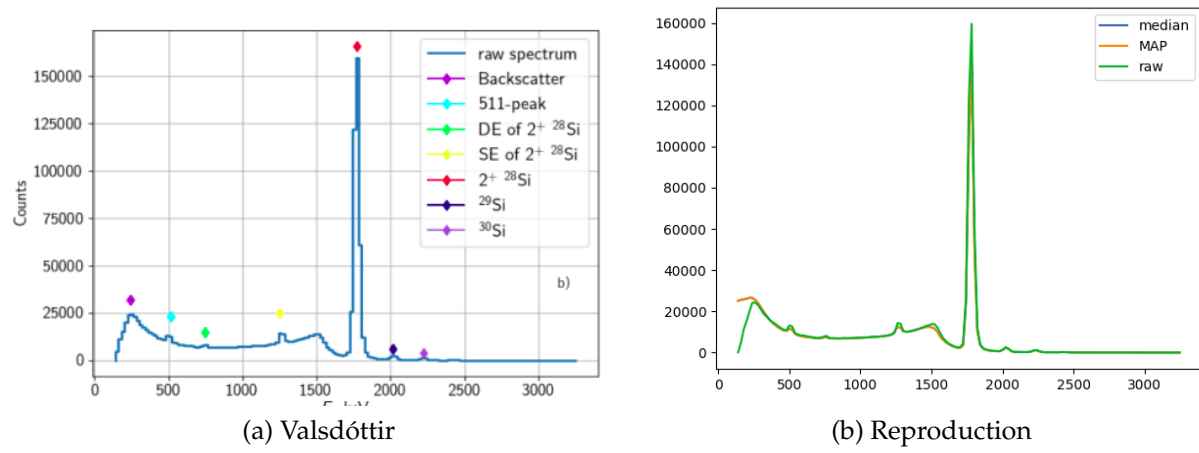 raw spectrum
Backscatter
511-peak
DE of 2⁺ ²⁸Si
SE of 2⁺ ²⁸Si
2⁺ ²⁸Si
²⁹Si
³⁰Si
b)
Counts
150000
125000
100000
75000
50000
25000
0
0 500 1000 1500 2000 2500 3000
(a) Valsdóttir
median
MAP
raw
160000
140000
120000
100000
80000
60000
40000
20000
0
500 1000 1500 2000 2500 3000
(b) Reproduction